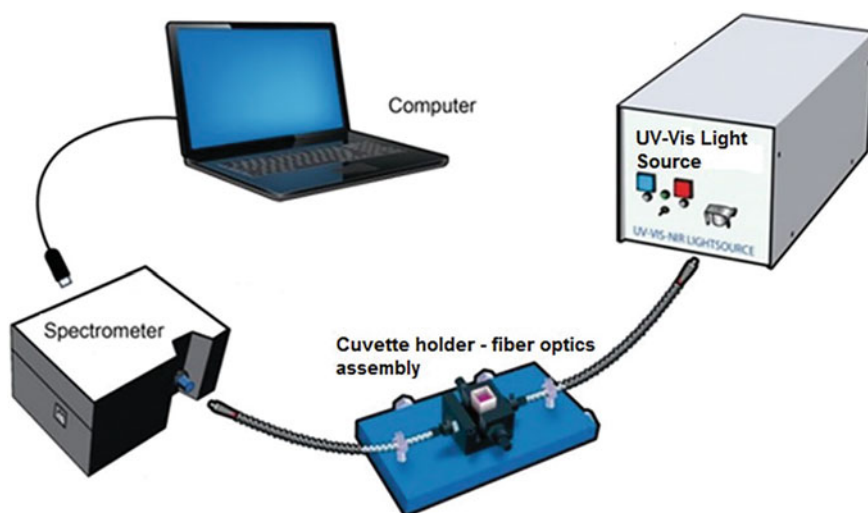 Computer
UV-Vis Light
Source
UV-VIS-NIR LIGHTSOURCE
Spectrometer
Cuvette holder - fiber optics
assembly